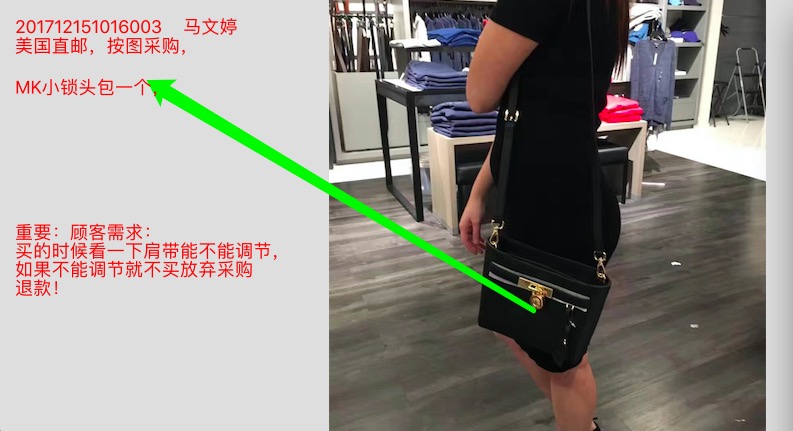 201712151016003 马文婷
美国直邮，按图采购，
MK小锁头包一个，
重要：顾客需求：
买的时候看一下肩带能不能调节，
如果不能调节就不买放弃采购
退款！